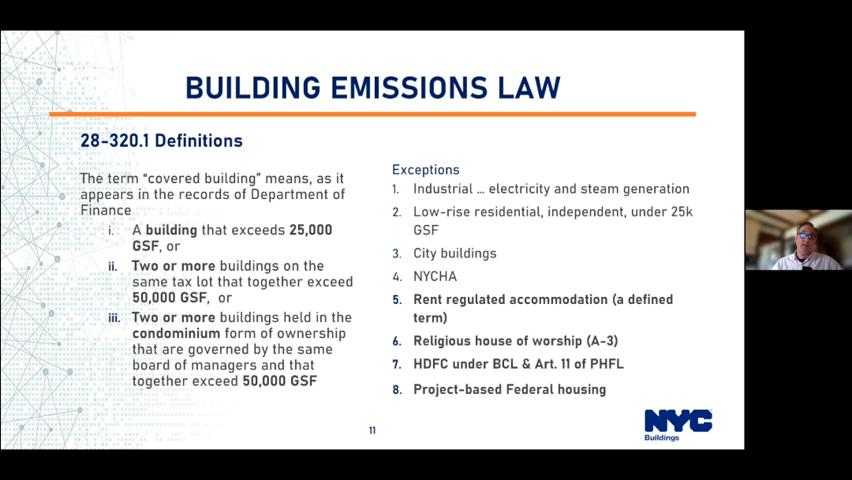 BUILDING EMISSIONS LAW
28-320.1 Definitions
The term “covered building” means, as it
appears in the records of Department of
Finance
i. A building that exceeds 25,000
GSF, or
ii. Two or more buildings on the
same tax lot that together exceed
50,000 GSF, or
iii. Two or more buildings held in the
condominium form of ownership
that are governed by the same
board of managers and that
together exceed 50,000 GSF
Exceptions
1. Industrial ... electricity and steam generation
2. Low-rise residential, independent, under 25k
GSF
3. City buildings
4. NYCHA
5. Rent regulated accommodation (a defined
term)
6. Religious house of worship (A-3)
7. HDFC under BCL & Art. 11 of PHFL
8. Project-based Federal housing
11
NYC
Buildings